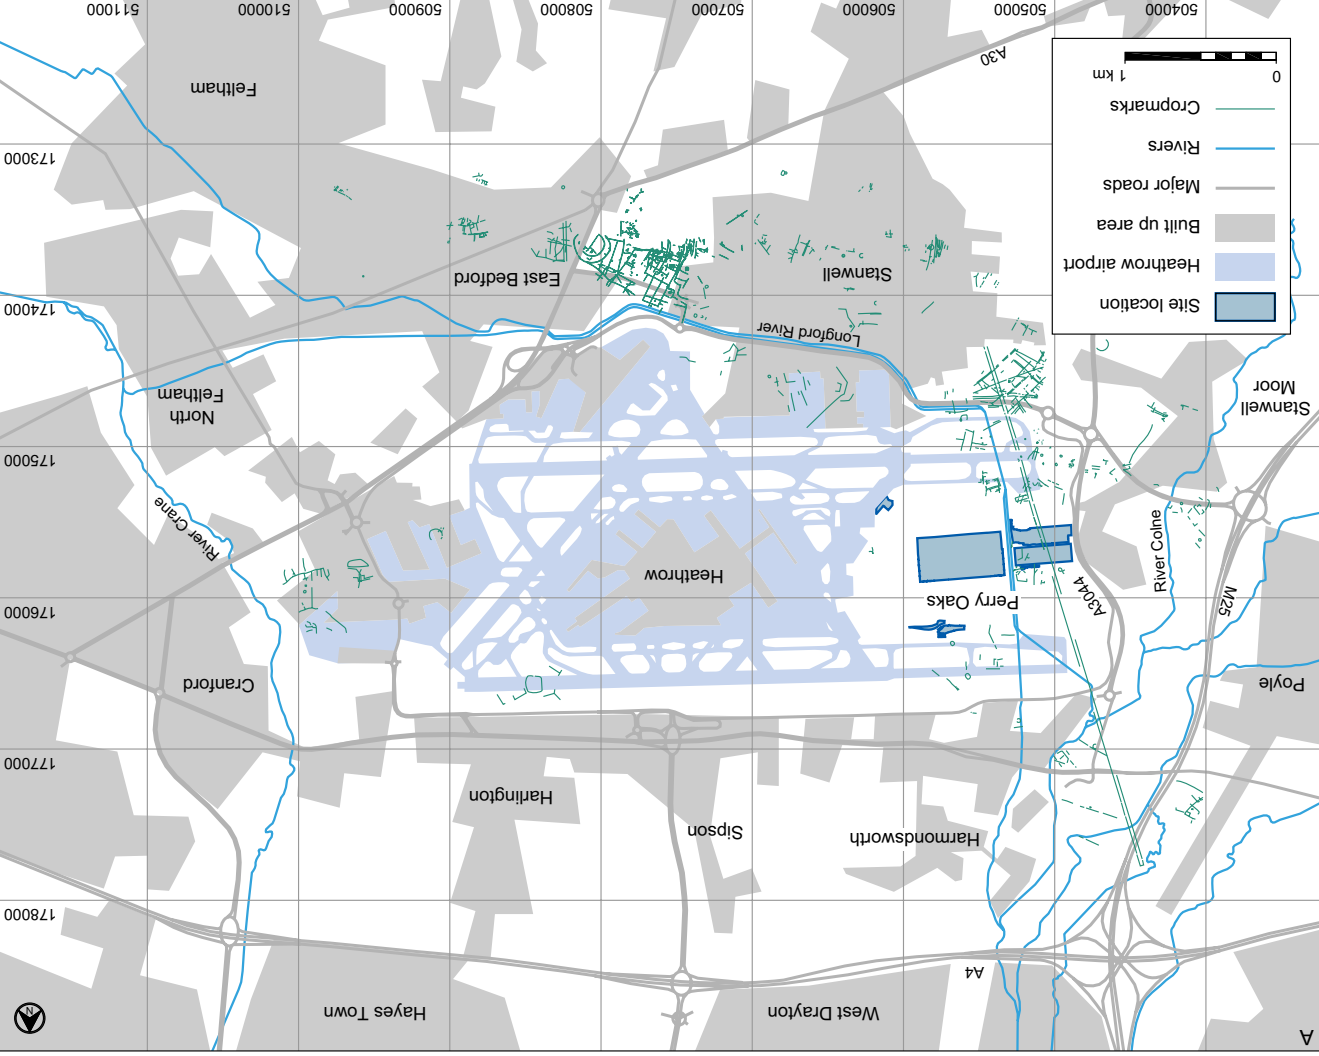 A
N
West Drayton
Hayes Town
A4
178000
Harmondsworth
Sipson
Harlington
177000
Poyle
Cranford
M25
A3044
Perry Oaks
176000
River Colne
Heathrow
River Crane
175000
Stanwell
Moor
North
Feltham
Longford River
174000
Site location
Heathrow airport
Built up area
Major roads
Rivers
Cropmarks
0
1 km
Stanwell
East Bedford
173000
Feltham
A30
504000
505000
506000
507000
508000
509000
510000
511000